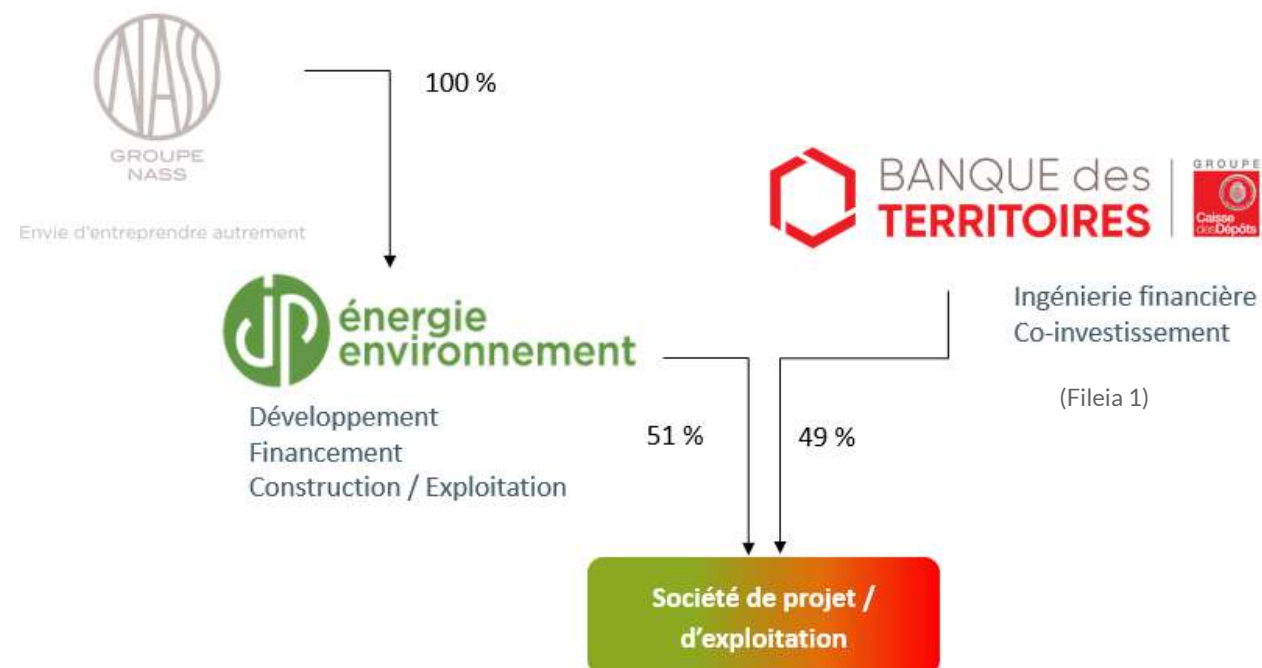 NASS
GROUPE
NASS
Envie d'entreprendre autrement
100 %
BANQUE des
TERRITOIRES
GROUPE
Caisse
desDépôts
Ingénierie financière
Co-investissement
(Fileia 1)
jp énergie
environnement
Développement
Financement
Construction / Exploitation
51 %
49 %
Société de projet /
d'exploitation